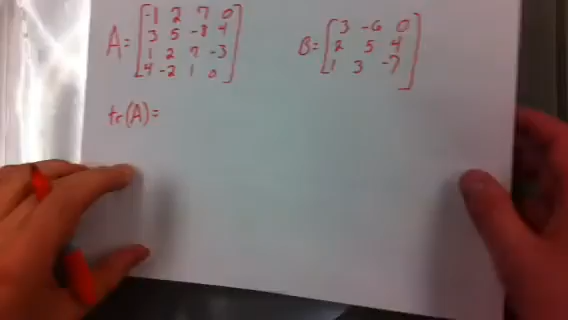 A = [ -1 2 7 0
3 5 -8 4
1 2 7 -3
4 -2 1 0 ]
B = [ 3 -6 0
2 5 4
1 3 -7 ]
tr(A) =